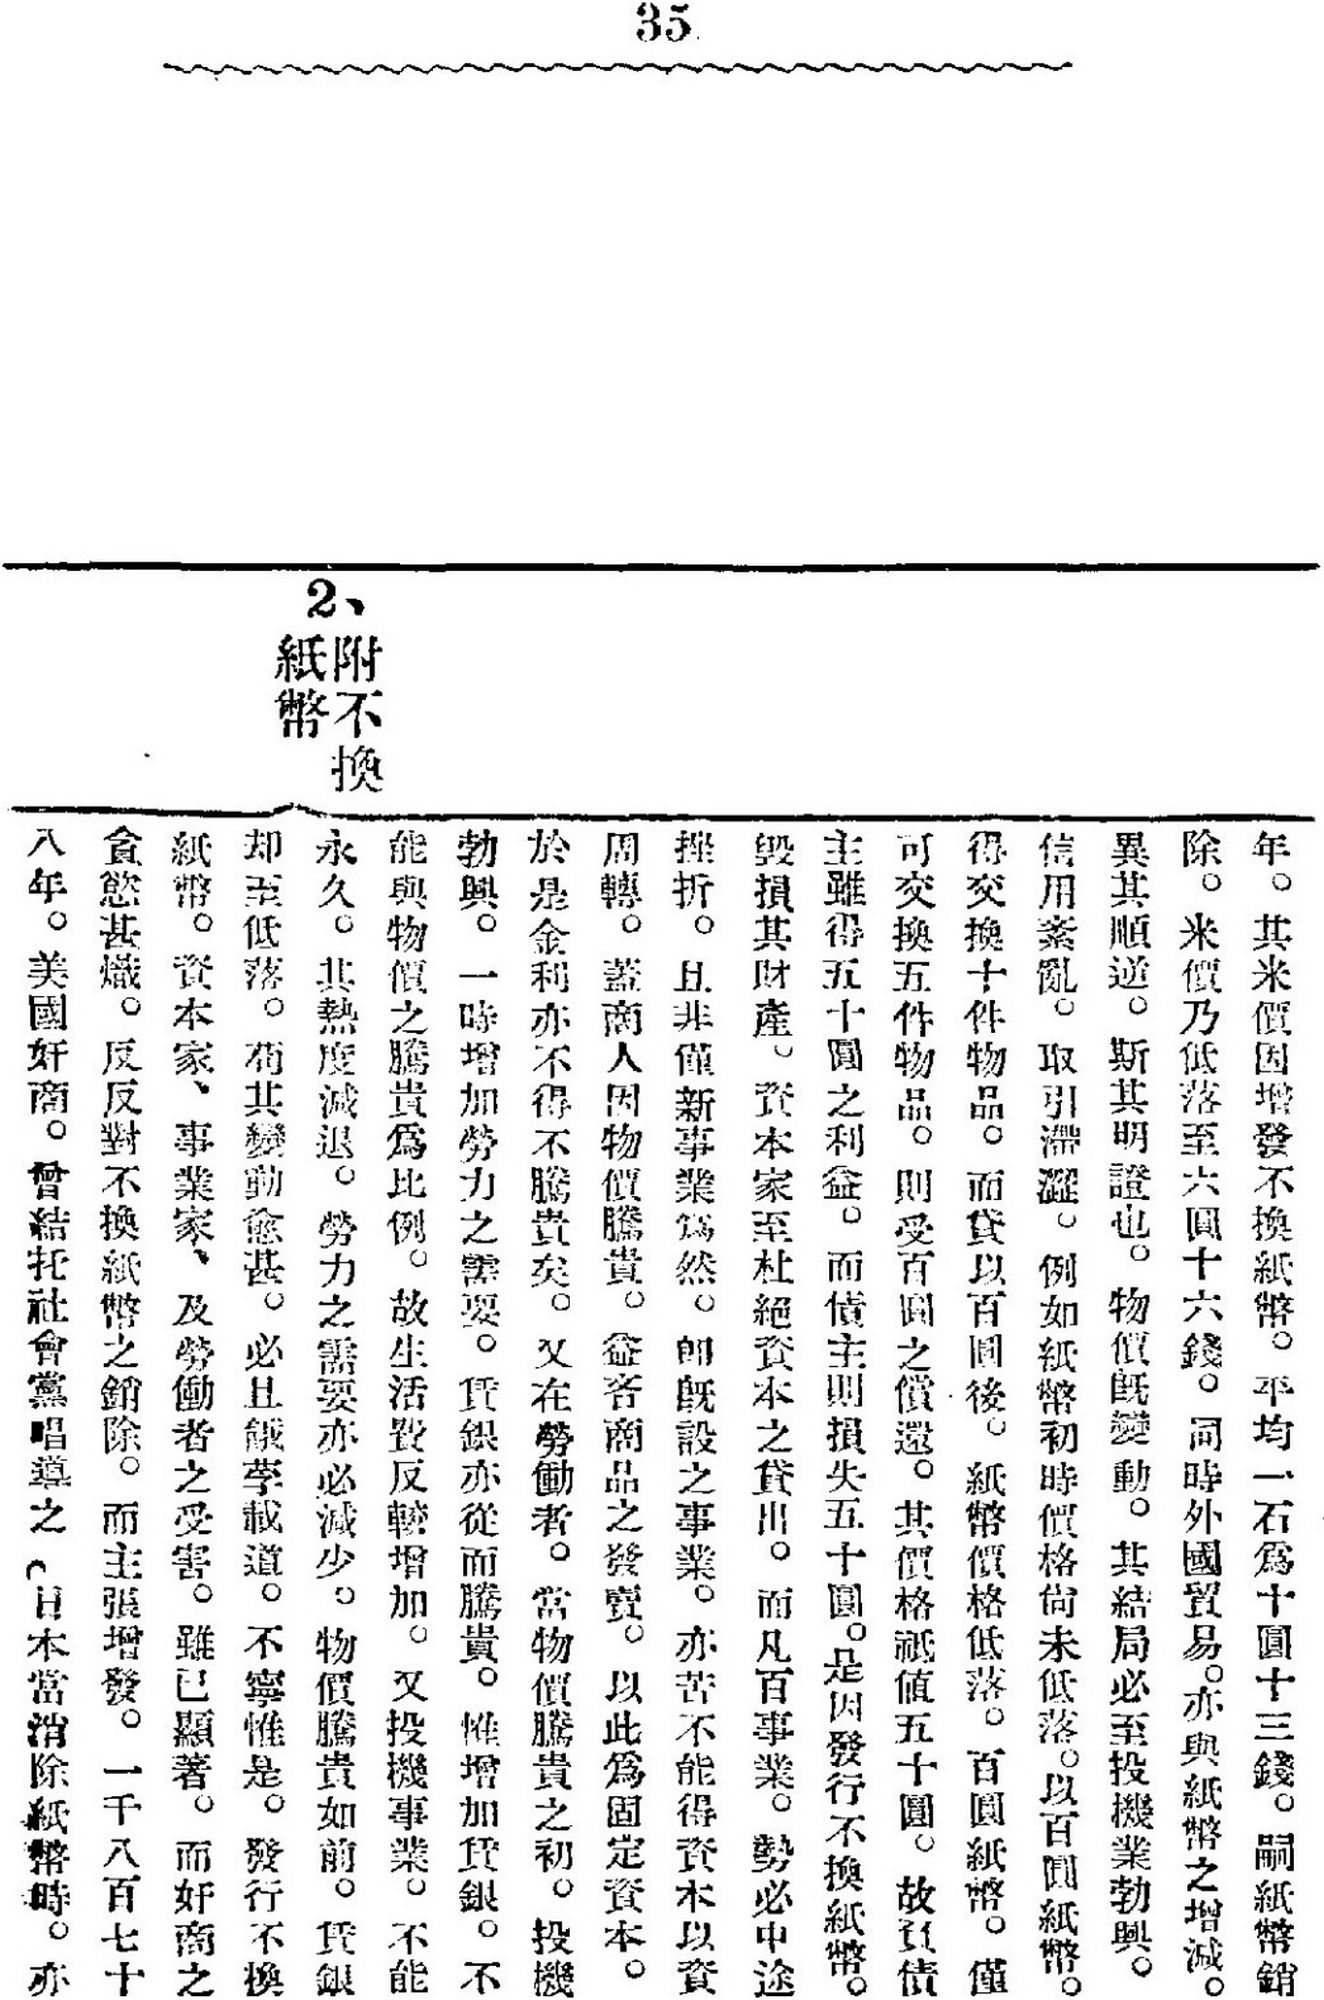 35
2、附不換
紙幣
年。其米價因增發不換紙幣。平均一石爲十圓十三錢。嗣紙幣銷
除。米價乃低落至六圓十六錢。同時外國貿易。亦與紙幣之增減。
異其順逆。斯其明證也。物價旣變動。其結局必至投機業勃興。
信用紊亂。取引滯澀。例如紙幣初時價格尙未低落。以百圓紙幣。
得交換十件物品。而貸以百圓後。紙幣價格低落。百圓紙幣。僅
可交換五件物品。則受百圓之償還。其價格祗値五十圓。故負債
主雖得五十圓之利益。而債主則損失五十圓。是因發行不換紙幣。
毀損其財產。資本家至杜絕資本之貸出。而凡百事業。勢必中途
挫折。且非僅新事業爲然。卽旣設之事業。亦苦不能得資本以資
周轉。蓋商人因物價騰貴。益吝商品之發賣。以此爲固定資本。
於是金利亦不得不騰貴矣。又在勞働者。當物價騰貴之初。投機
勃興。一時增加勞力之需要。賃銀亦從而騰貴。惟增加賃銀。不
能與物價之騰貴爲比例。故生活費反轉增加。又投機事業。不能
永久。其熱度減退。勞力之需要亦必減少。物價騰貴如前。賃銀
却至低落。苟其變動愈甚。必且餓莩載道。不寧惟是。發行不換
紙幣。資本家、事業家、及勞働者之受害。雖已顯著。而奸商之
貪慾甚熾。反反對不換紙幣之銷除。而主張增發。一千八百七十
八年。美國奸商。曾結托社會黨唱導之（日本當消除紙幣時。亦